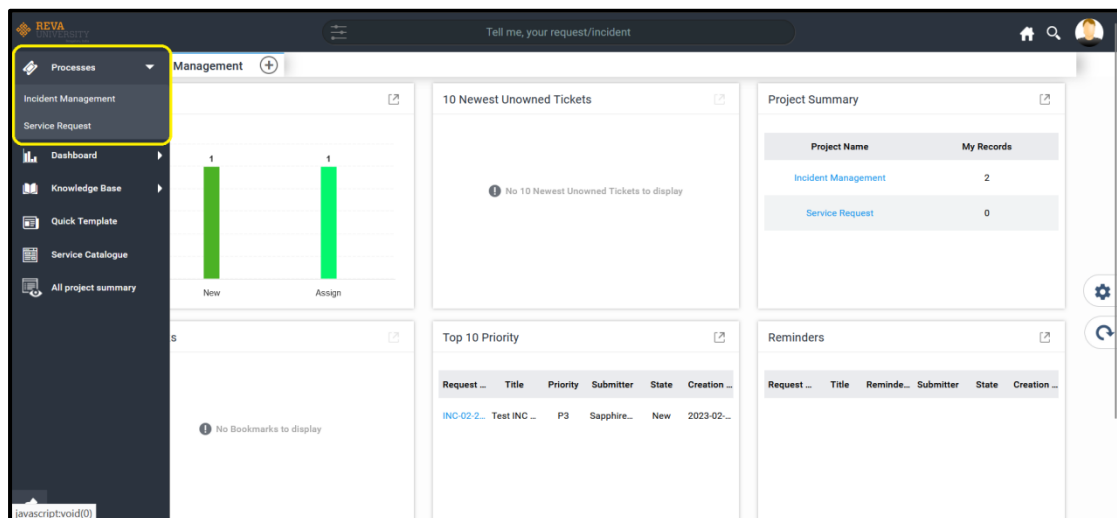 REVA
UNIVERSITY
Tell me, your request/incident
Processes
Incident Management
Service Request
Dashboard
Knowledge Base
Quick Template
Service Catalogue
All project summary
javascript:void(0)
Management
1 1
New Assign
10 Newest Unowned Tickets
No 10 Newest Unowned Tickets to display
Project Summary
Project Name My Records
Incident Management 2
Service Request 0
s
No Bookmarks to display
Top 10 Priority
Request ... Title Priority Submitter State Creation ...
INC-02-2... Test INC ... P3 Sapphire... New 2023-02-...
Reminders
Request ... Title Reminde... Submitter State Creation ...